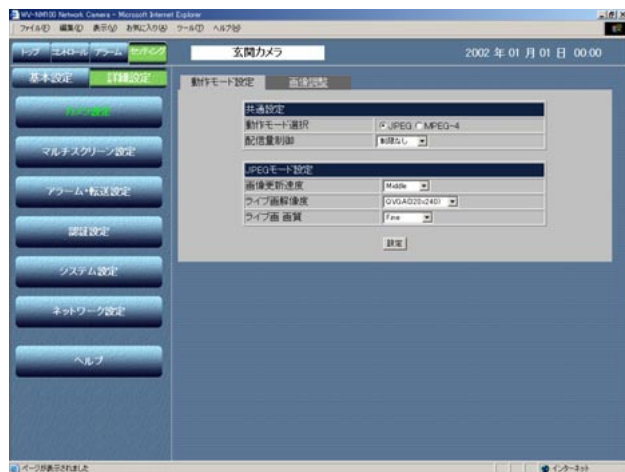 WV-NM100 Network Camera - Microsoft Internet Explorer
ファイル(F) 編集(E) 表示(V) お気に入り(A) ツール(T) ヘルプ(H)
トップ コントロール アラーム セッティング
玄関カメラ
2002 年 01 月 01 日 00:00
基本設定 詳細設定
動作モード設定 画像調整
カメラ設定
マルチスクリーン設定
アラーム・転送設定
認証設定
システム設定
ネットワーク設定
ヘルプ
共通設定
動作モード選択 JPEG MPEG-4
配信量制御 制限なし
JPEGモード設定
画像更新速度 Middle
ライブ画解像度 QVGA(320x240)
ライブ画 画質 Fine
設定
ページが表示されました
インターネット